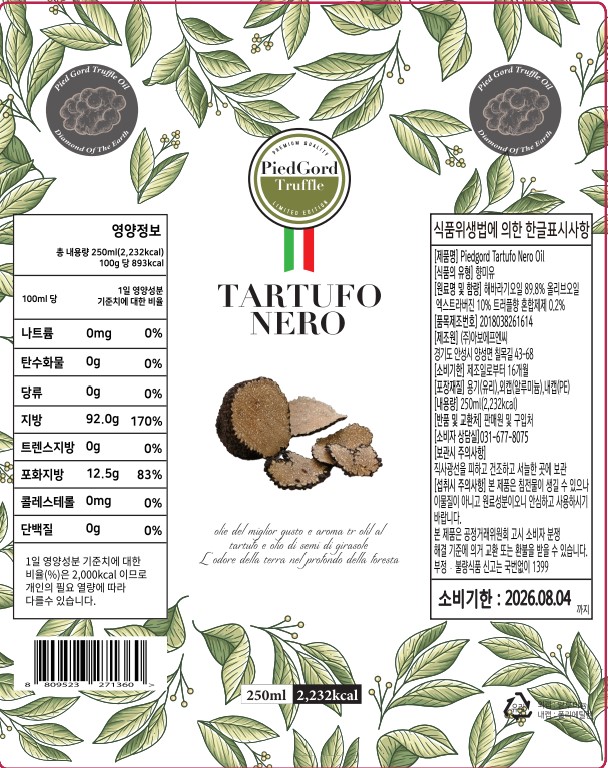 Pied Gord Truffle Oil
Diamond Of The Earth
Pied Gord Truffle Oil
Diamond Of The Earth
PREMIUM QUALITY
PiedGord
Truffle
LIMITED EDITION
TARTUFO
NERO
영양정보
총 내용량 250ml(2,232kcal)
100g 당 893kcal
100ml 당
1일 영양성분
기준치에 대한 비율
나트륨 0mg 0%
탄수화물 0g 0%
당류 0g 0%
지방 92.0g 170%
트렌스지방 0g 0%
포화지방 12.5g 83%
콜레스테롤 0mg 0%
단백질 0g 0%
1일 영양성분 기준치에 대한
비율(%)은 2,000kcal 이므로
개인의 필요 열량에 따라
다를수 있습니다.
8 809523 271360 >
olie del miglior gusto e aroma tr olid al
tartufo e olio di semi di girasole
L'odore della terra nel profondo della foresta
250ml 2,232kcal
식품위생법에 의한 한글표시사항
[제품명] Piedgord Tartufo Nero Oil
[식품의 유형] 향미유
[원료명 및 함량] 해바라기오일 89.8% 올리브오일
엑스트라버진 10% 트러플향 혼합제제 0.2%
[품목제조번호] 2018038261614
[제조원] (주)아보에프엔씨
경기도 안성시 양성면 칠곡길 43-68
[소비기한] 제조일로부터 16개월
[포장재질] 용기(유리),외캡(알루미늄),내캡(PE)
[내용량] 250ml(2,232kcal)
[반품 및 교환처] 판매원 및 구입처
[소비자 상담실]031-677-8075
[보관시 주의사항]
직사광선을 피하고 건조하고 서늘한 곳에 보관
[섭취시 주의사항] 본 제품은 침전물이 생길 수 있으나
이물질이 아니고 원료성분이오니 안심하고 사용하시기
바랍니다.
본 제품은 공정거래위원회 고시 소비자 분쟁
해결 기준에 의거 교환 또는 환불을 받을 수 있습니다.
부정 · 불량식품 신고는 국번없이 1399
소비기한 : 2026.08.04 까지
유리